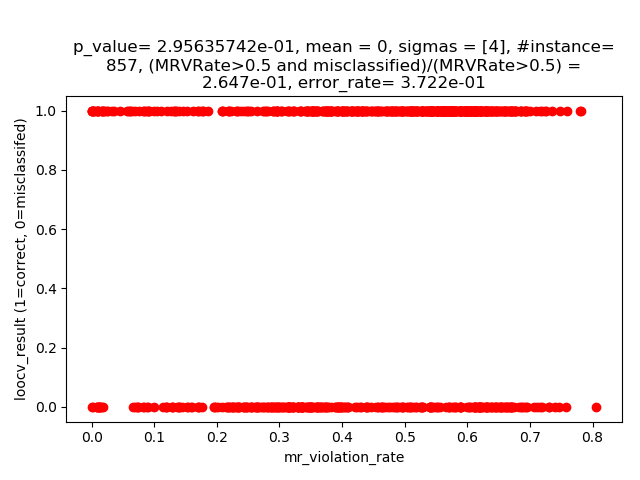 p_value= 2.95635742e-01, mean = 0, sigmas = [4], #instance=
857, (MRVRate>0.5 and misclassified)/(MRVRate>0.5) =
2.647e-01, error_rate= 3.722e-01
1.0
0.8
0.6
0.4
0.2
0.0
loocv_result (1=correct, 0=misclassifed)
0.0 0.1 0.2 0.3 0.4 0.5 0.6 0.7 0.8
mr_violation_rate